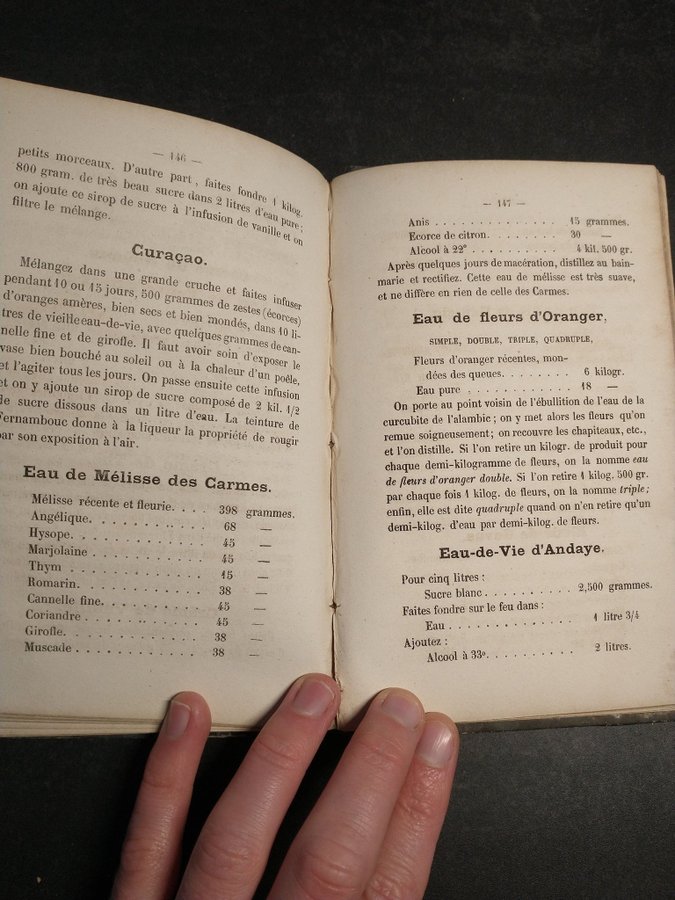 — 146 —
petits morceaux. D'autre part, faites fondre 1 kilog.
800 gram. de très beau sucre dans 2 litres d'eau pure ;
on ajoute ce sirop de sucre à l'infusion de vanille et on
filtre le mélange.
Curaçao.
Mélangez dans une grande cruche et faites infuser
pendant 10 ou 15 jours, 500 grammes de zestes (écorces)
d'oranges amères, bien secs et bien mondés, dans 10 li-
tres de vieille eau-de-vie, avec quelques grammes de can-
nelle fine et de girofle. Il faut avoir soin d'exposer le
vase bien bouché au soleil ou à la chaleur d'un poêle,
et l'agiter tous les jours. On passe ensuite cette infusion
et on y ajoute un sirop de sucre composé de 2 kil. 1/2
de sucre dissous dans un litre d'eau. La teinture de
Fernambouc donne à la liqueur la propriété de rougir
par son exposition à l'air.
Eau de Mélisse des Carmes.
Mélisse récente et fleurie. . . . 398 grammes.
Angélique. . . . . . . . . . . 68 —
Hysope. . . . . . . . . . . . 45 —
Marjolaine . . . . . . . . . . 45 —
Thym . . . . . . . . . . . . 15 —
Romarin. . . . . . . . . . . . 38 —
Cannelle fine. . . . . . . . . . 45 —
Coriandre . . . . . . . . . . . 45 —
Girofle. . . . . . . . . . . . 38 —
Muscade . . . . . . . . . . . 38 —
— 147 —
Anis . . . . . . . . . . . . . 15 grammes.
Ecorce de citron. . . . . . . . 30 —
Alcool à 22° . . . . . . . . . . 4 kil. 500 gr.
Après quelques jours de macération, distillez au bain-
marie et rectifiez. Cette eau de mélisse est très suave,
et ne diffère en rien de celle des Carmes.
Eau de fleurs d'Oranger,
SIMPLE, DOUBLE, TRIPLE, QUADRUPLE,
Fleurs d'oranger récentes, mon-
dées des queues. . . . . . . . 6 kilogr.
Eau pure . . . . . . . . . . . 18 —
On porte au point voisin de l'ébullition de l'eau de la
curcubite de l'alambic ; on y met alors les fleurs qu'on
remue soigneusement ; on recouvre les chapiteaux, etc.,
et l'on distille. Si l'on retire un kilogr. de produit pour
chaque demi-kilogramme de fleurs, on la nomme eau
de fleurs d'oranger double. Si l'on retire 1 kilog. 500 gr.
par chaque fois 1 kilog. de fleurs, on la nomme triple ;
enfin, elle est dite quadruple quand on n'en retire qu'un
demi-kilog. d'eau par demi-kilog. de fleurs.
Eau-de-Vie d'Andaye,
Pour cinq litres :
Sucre blanc. . . . . . . . . . 2,500 grammes.
Faites fondre sur le feu dans :
Eau . . . . . . . . . . . . . 1 litre 3/4
Ajoutez :
Alcool à 33°. . . . . . . . . . 2 litres.